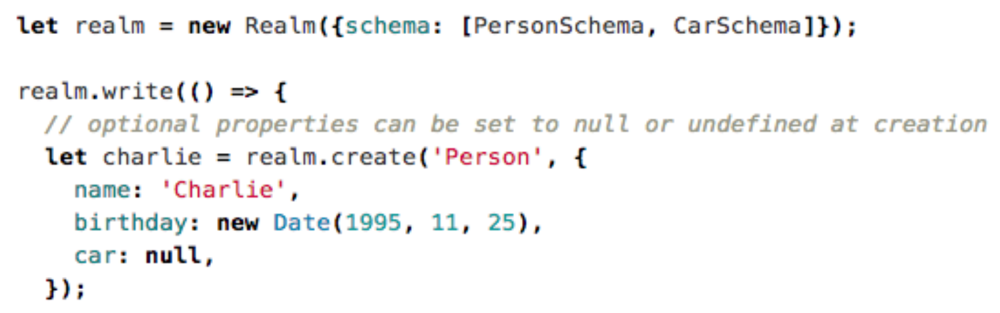 let realm = new Realm({schema: [PersonSchema, CarSchema]});
realm.write(() => {
// optional properties can be set to null or undefined at creation
let charlie = realm.create('Person', {
name: 'Charlie',
birthday: new Date(1995, 11, 25),
car: null,
});